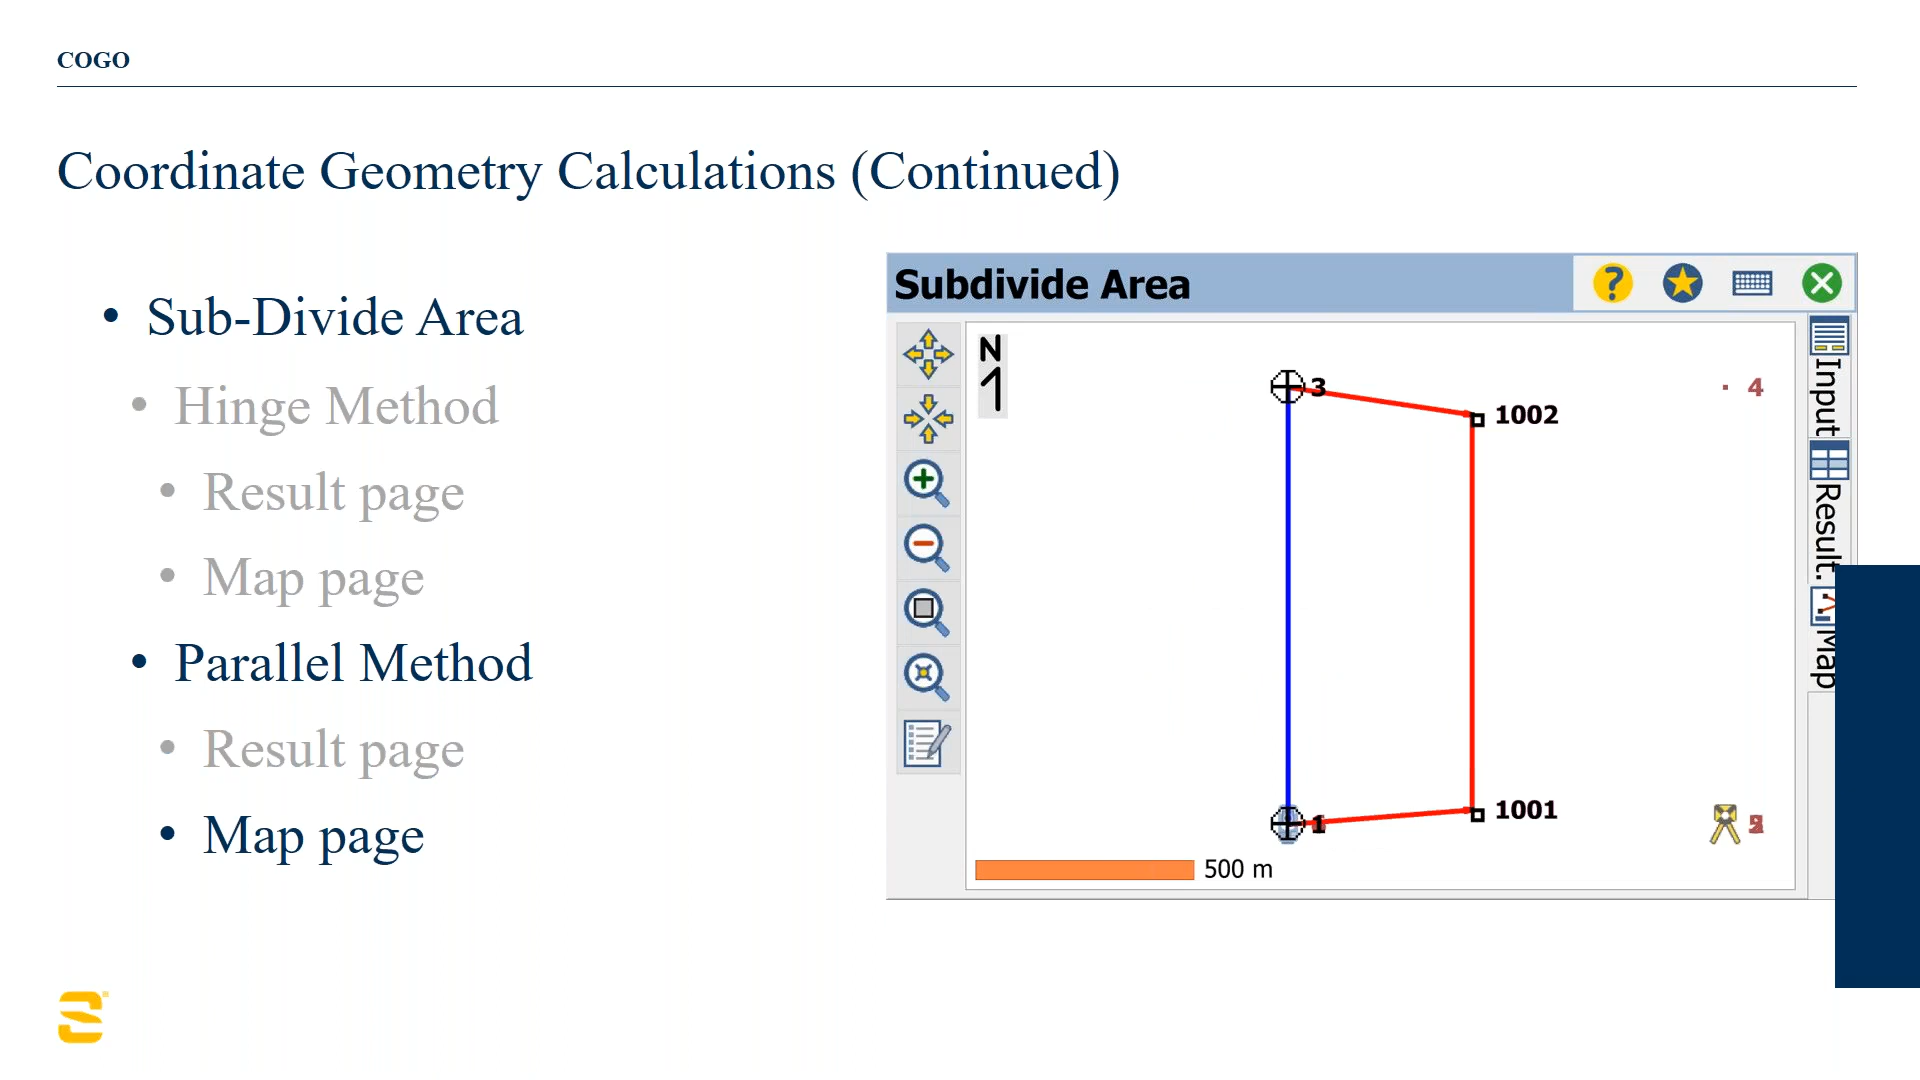 COGO
Coordinate Geometry Calculations (Continued)
• Sub-Divide Area
• Hinge Method
• Result page
• Map page
• Parallel Method
• Result page
• Map page
Subdivide Area
?
N
3
1002
4
1
1001
500 m
Input
Result.
Map